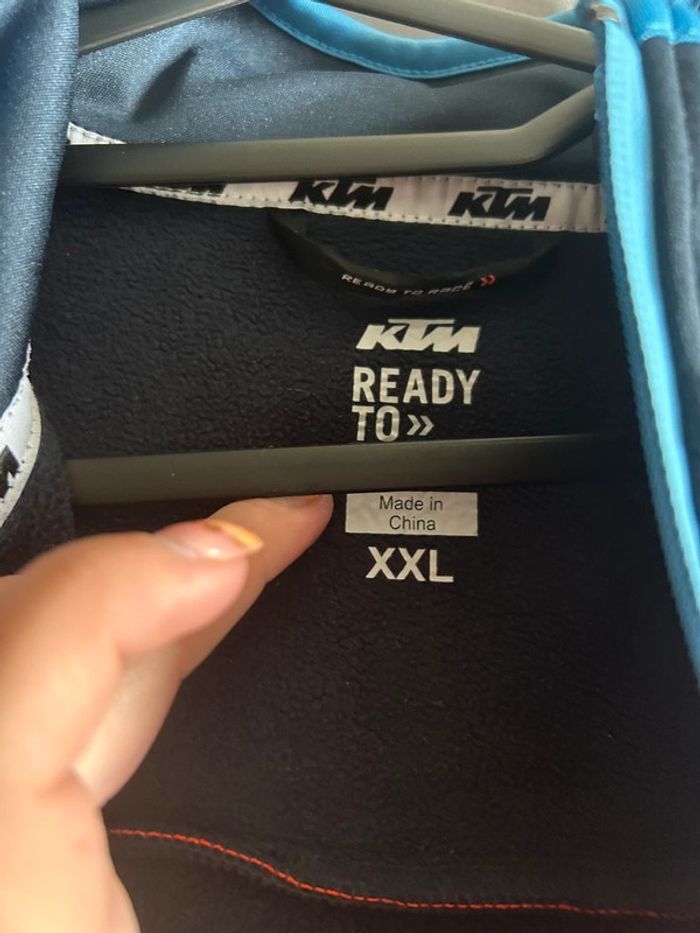 KTM KTM
READY TO RACE »
KTM
READY
TO »
Made in
China
XXL